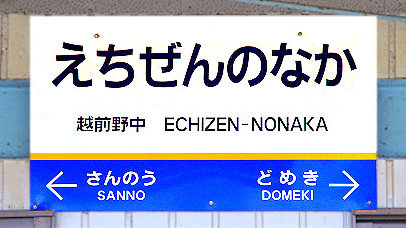 えちぜんのなか
越前野中 ECHIZEN-NONAKA
← さんのう どめき →
SANNO DOMEKI